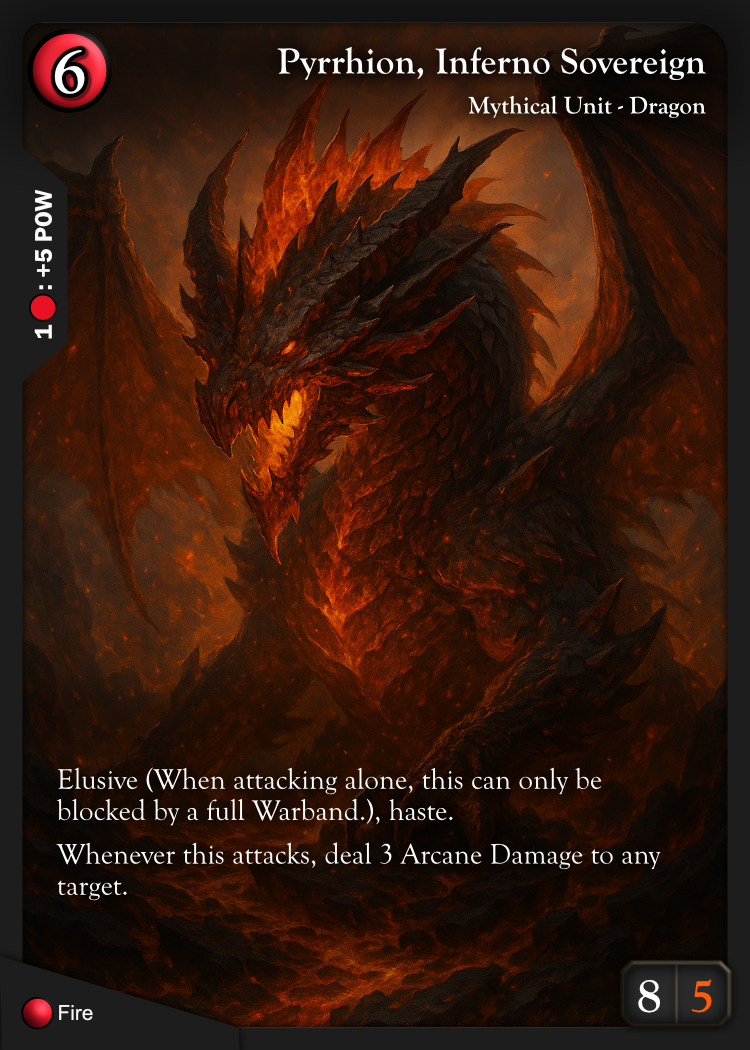 6
Pyrrhion, Inferno Sovereign
Mythical Unit - Dragon
1 : +5 POW
Elusive (When attacking alone, this can only be
blocked by a full Warband.), haste.
Whenever this attacks, deal 3 Arcane Damage to any
target.
Fire
8 5